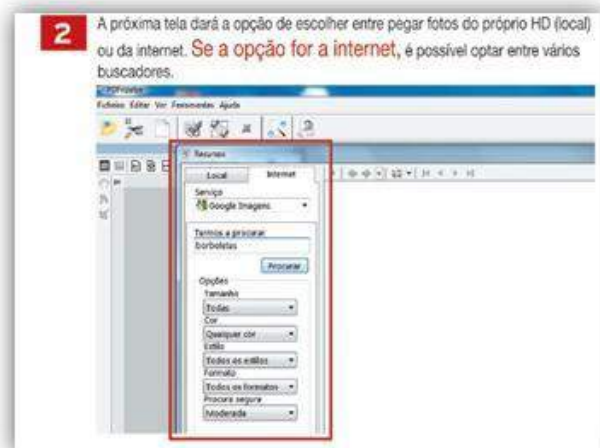 2
A próxima tela dará a opção de escolher entre pegar fotos do próprio HD (local)
ou da internet. Se a opção for a internet, é possível optar entre vários
buscadores.
Ficheiro Editar Ver Ferramentas Ajuda
Recursos
Local Internet
Serviço
Google Imagens
Termos a procurar
borboletas
Procurar
Opções
Tamanho
Todas
Cor
Qualquer cor
Estilo
Todos os estilos
Formato
Todos os formatos
Procura segura
Moderada